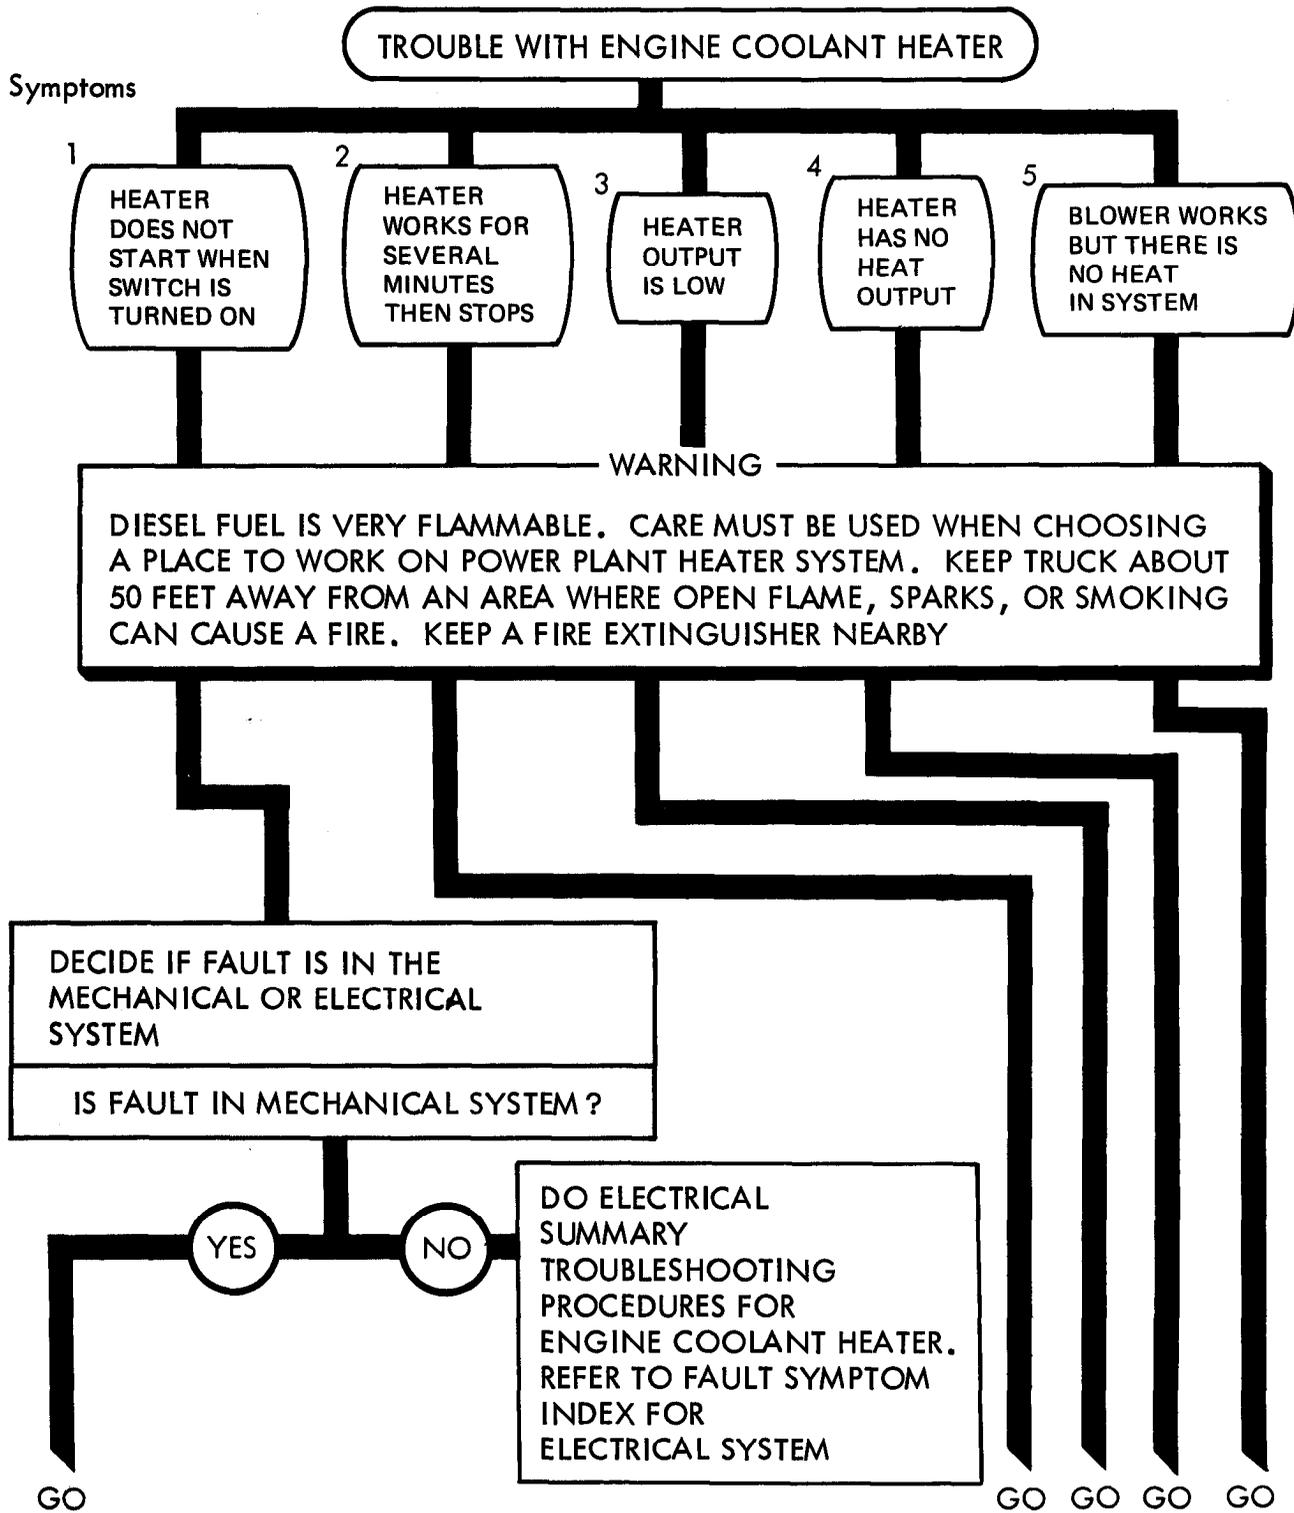 TROUBLE WITH ENGINE COOLANT HEATER
Symptoms
1
HEATER
DOES NOT
START WHEN
SWITCH IS
TURNED ON
2
HEATER
WORKS FOR
SEVERAL
MINUTES
THEN STOPS
3
HEATER
OUTPUT
IS LOW
4
HEATER
HAS NO
HEAT
OUTPUT
5
BLOWER WORKS
BUT THERE IS
NO HEAT
IN SYSTEM
WARNING
DIESEL FUEL IS VERY FLAMMABLE. CARE MUST BE USED WHEN CHOOSING
A PLACE TO WORK ON POWER PLANT HEATER SYSTEM. KEEP TRUCK ABOUT
50 FEET AWAY FROM AN AREA WHERE OPEN FLAME, SPARKS, OR SMOKING
CAN CAUSE A FIRE. KEEP A FIRE EXTINGUISHER NEARBY
DECIDE IF FAULT IS IN THE
MECHANICAL OR ELECTRICAL
SYSTEM
IS FAULT IN MECHANICAL SYSTEM?
YES
NO
DO ELECTRICAL
SUMMARY
TROUBLESHOOTING
PROCEDURES FOR
ENGINE COOLANT HEATER.
REFER TO FAULT SYMPTOM
INDEX FOR
ELECTRICAL SYSTEM
GO
GO
GO
GO
GO